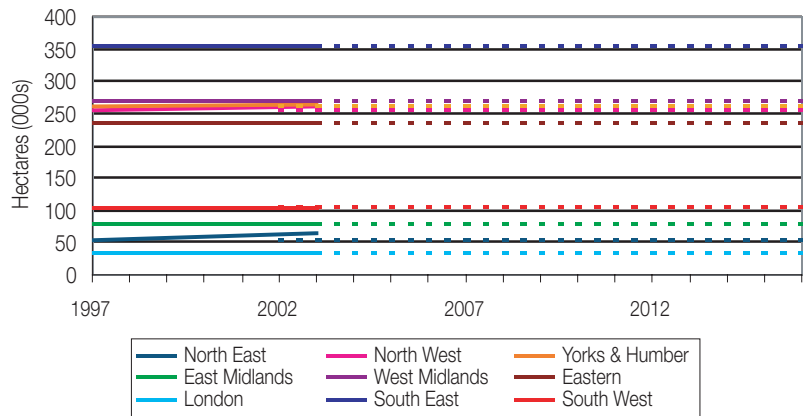 400
350
300
250
200
150
100
50
0
Hectares (000s)
1997 2002 2007 2012
North East North West Yorks & Humber
East Midlands West Midlands Eastern
London South East South West